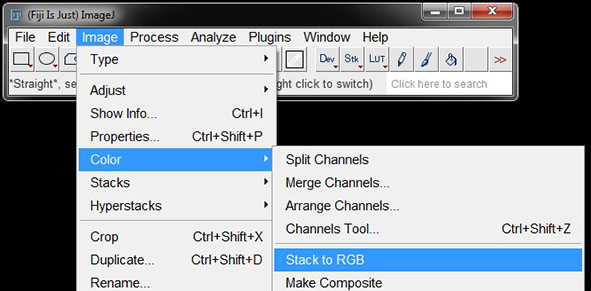 (Fiji Is Just) ImageJ
File Edit Image Process Analyze Plugins Window Help
Dev Stk LUT >>
*Straight*, se ght click to switch) Click here to search
Type
Adjust
Show Info... Ctrl+I
Properties... Ctrl+Shift+P
Color
Stacks
Hyperstacks
Crop Ctrl+Shift+X
Duplicate... Ctrl+Shift+D
Rename...
Split Channels
Merge Channels...
Arrange Channels...
Channels Tool... Ctrl+Shift+Z
Stack to RGB
Make Composite